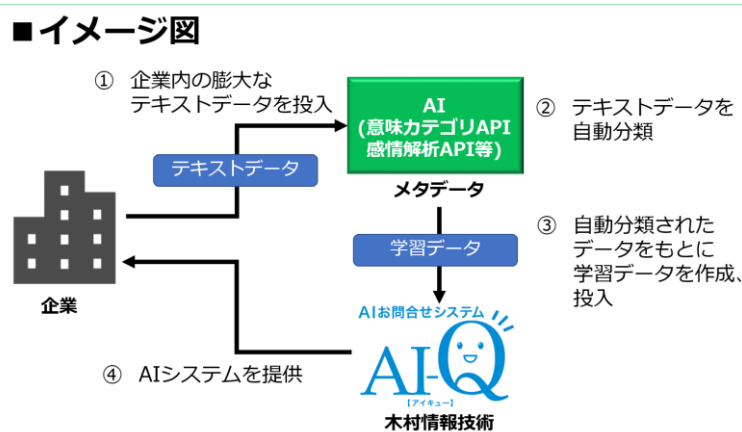 ■イメージ図
① 企業内の膨大な
テキストデータを投入
AI
(意味カテゴリAPI
感情解析API等)
② テキストデータを
自動分類
テキストデータ
メタデータ
学習データ
③ 自動分類された
データをもとに
学習データを作成、
投入
企業
AIお問合せシステム
AI-Q
【アイキュー】
④ AIシステムを提供
木村情報技術